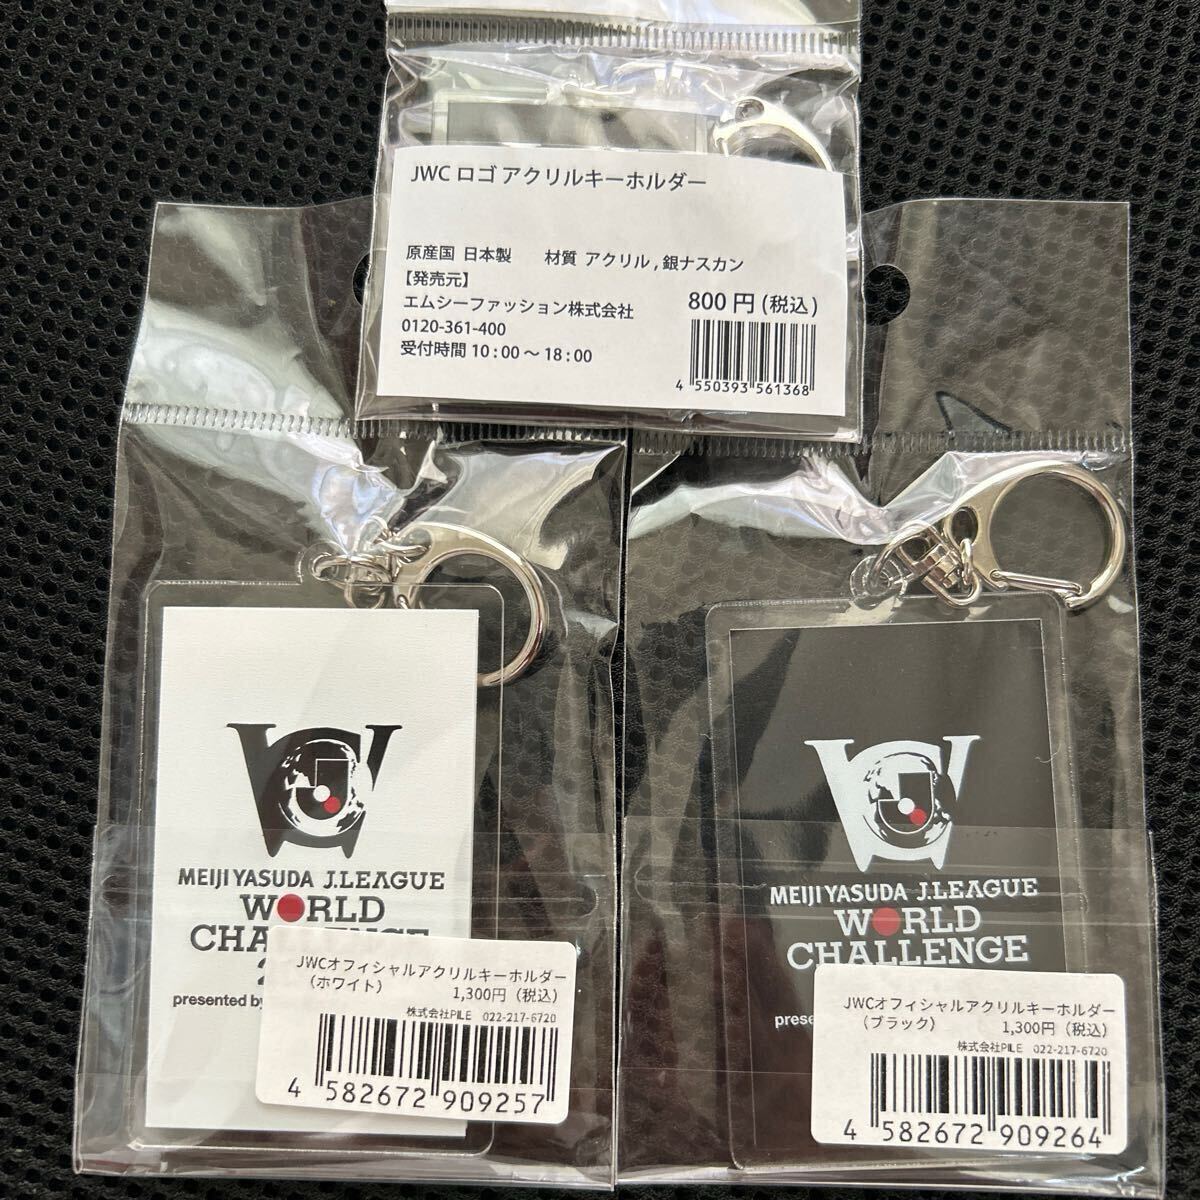 JWC ロゴ アクリルキーホルダー
原産国 日本製 材質 アクリル , 銀ナスカン
【発売元】
エムシーファッション株式会社
800 円 (税込)
0120-361-400
受付時間 10 : 00 ～ 18 : 00
4 550393 561368
MEIJI YASUDA J.LEAGUE
WORLD
CHALLENGE
presented by
JWCオフィシャルアクリルキーホルダー
（ホワイト） 1,300円（税込）
株式会社PILE 022-217-6720
4 582672 909257
MEIJI YASUDA J.LEAGUE
WORLD
CHALLENGE
JWCオフィシャルアクリルキーホルダー
（ブラック） 1,300円（税込）
株式会社PILE 022-217-6720
4 582672 909264